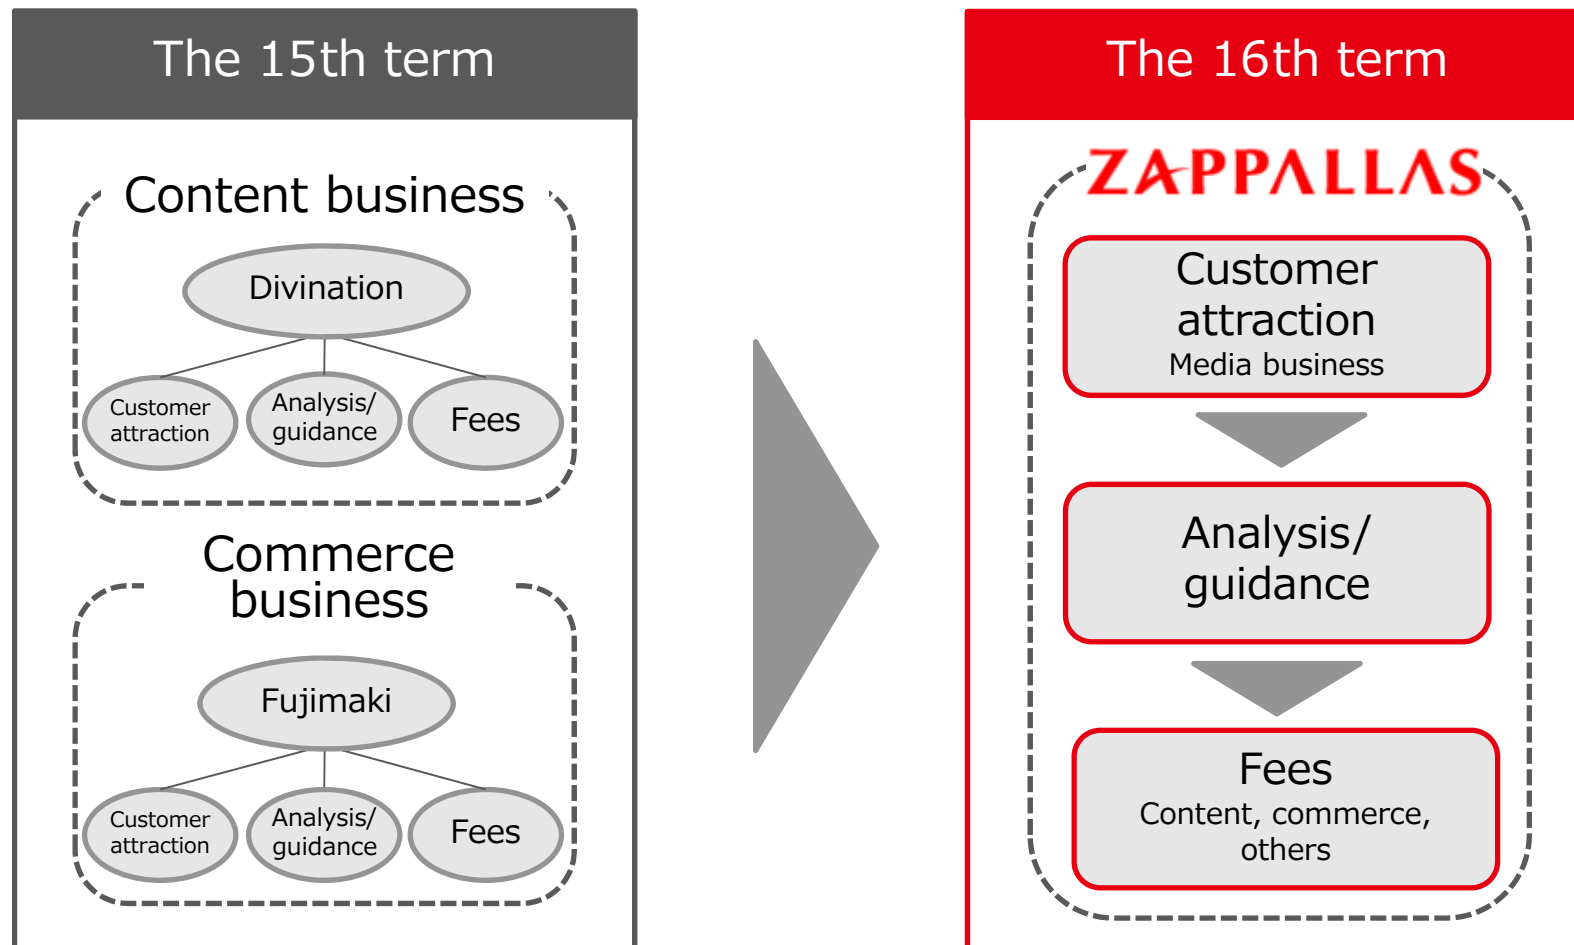 The 15th term
Content business
Divination
Customer
attraction
Analysis/
guidance
Fees
Commerce
business
Fujimaki
Customer
attraction
Analysis/
guidance
Fees
The 16th term
ZAPPALLAS
Customer
attraction
Media business
Analysis/
guidance
Fees
Content, commerce,
others